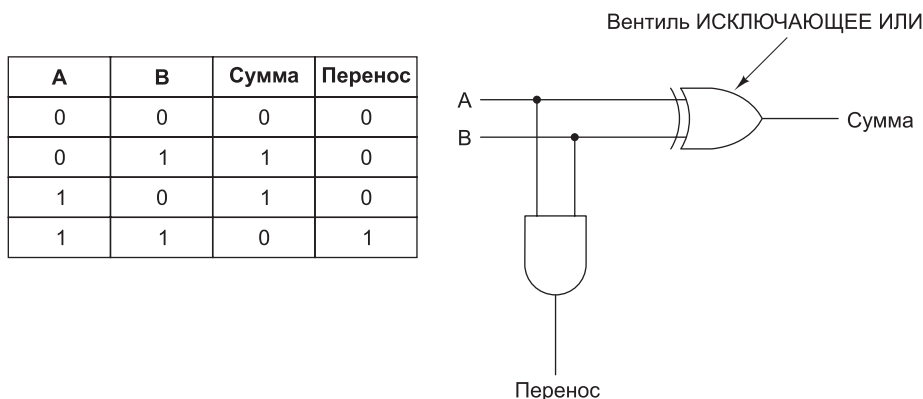 Вентиль ИСКЛЮЧАЮЩЕЕ ИЛИ
A B Сумма Перенос
0 0 0 0
0 1 1 0
1 0 1 0
1 1 0 1
A
B
Сумма
Перенос